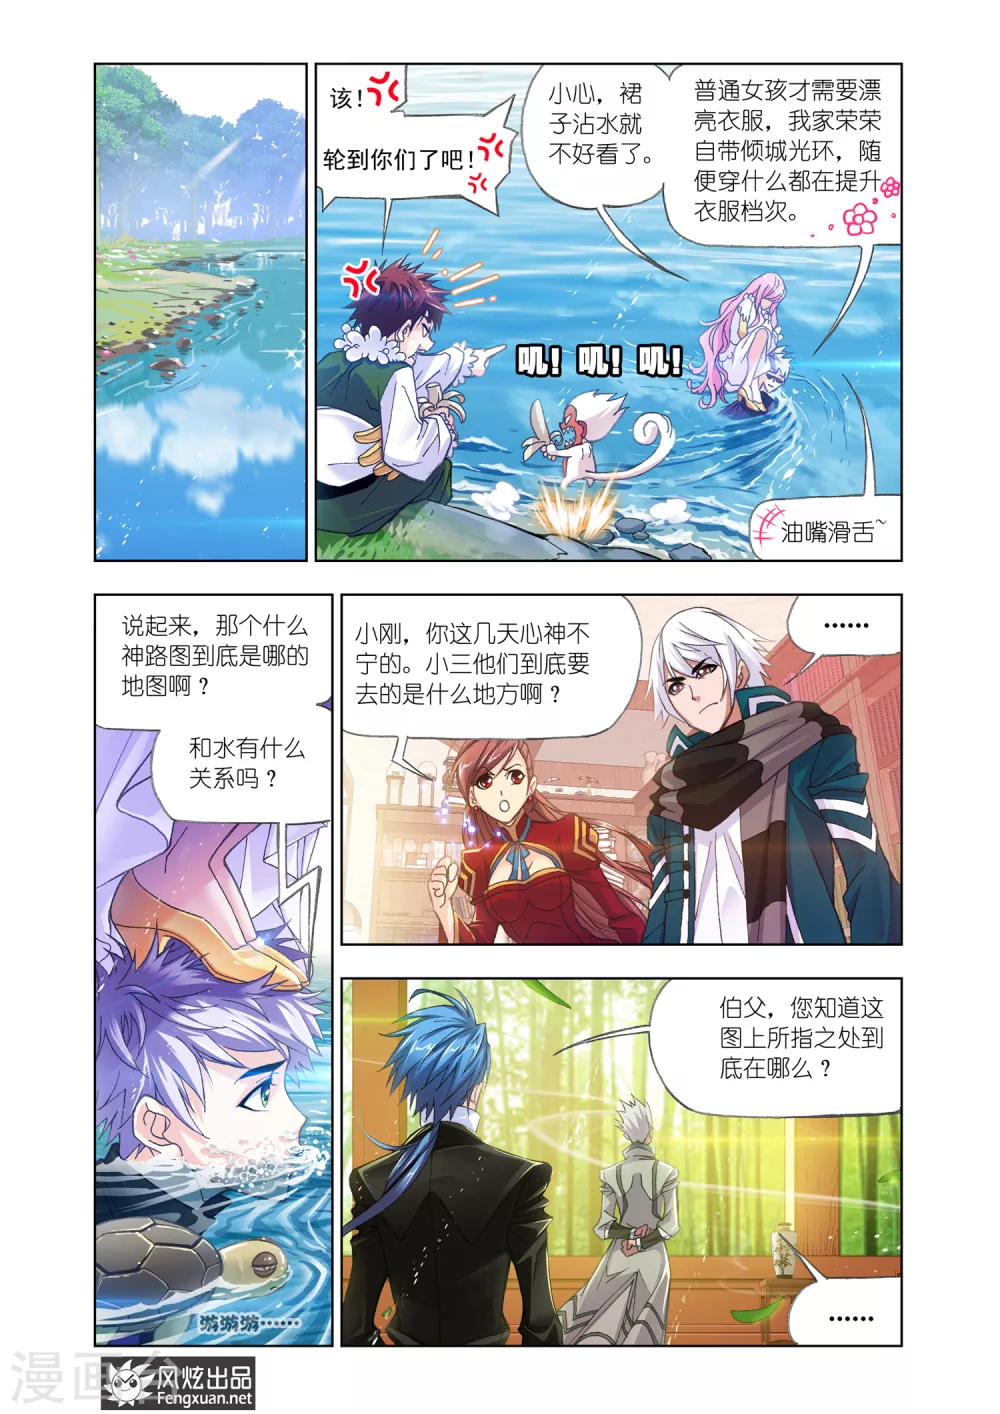 该！
轮到你们了吧！
小心，裙
子沾水就
不好看了。
普通女孩才需要漂
亮衣服，我家荣荣
自带倾城光环，随
便穿什么都在提升
衣服档次。
叽！叽！叽！
油嘴滑舌~
说起来，那个什么
神路图到底是哪的
地图啊？
和水有什么
关系吗？
游游游……
小刚，你这几天心神不
宁的。小三他们到底要
去的是什么地方啊？
……
伯父，您知道这
图上所指之处到
底在哪么？
……
漫画台
风炫出品
Fengxuan.net